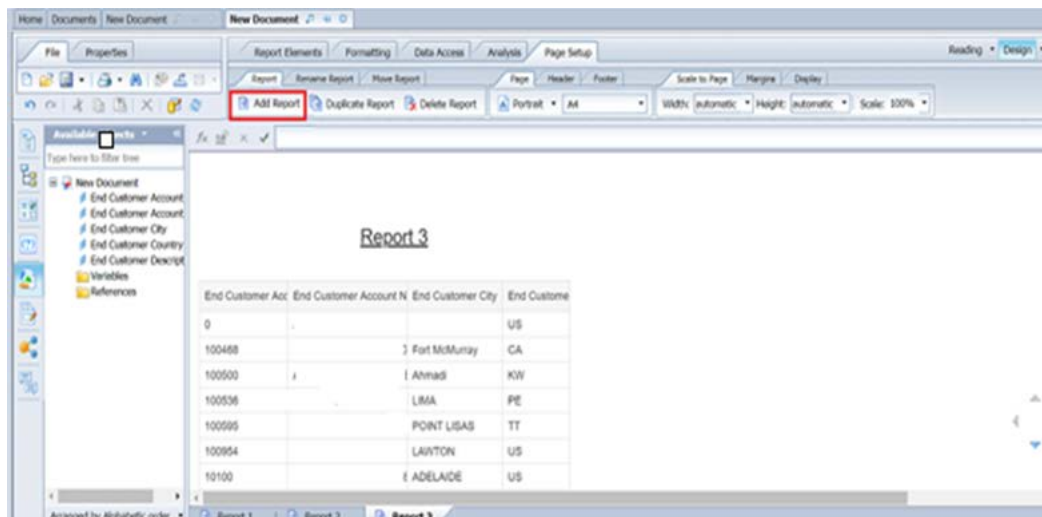 Home Documents New Document New Document
File Properties Report Elements Formatting Data Access Analysis Page Setup Reading Design
Report Rename Report Move Report Page Header Footer Scale to Page Margins Display
Add Report Duplicate Report Delete Report Portrait A4 Width: automatic Height: automatic Scale: 100%
Available
Type here to filter tree
New Document
End Customer Account
End Customer Account
End Customer City
End Customer Country
End Customer Descript
Variables
References
Report 3
End Customer Acc End Customer Account N End Customer City End Custome
0 US
100468 Fort McMurray CA
100500 Ahmadi KW
100536 LIMA PE
100595 POINT LISAS TT
100954 LAWTON US
10100 ADELAIDE US
Arranged by Alphabetic order Report 1 Report 2 Report 3